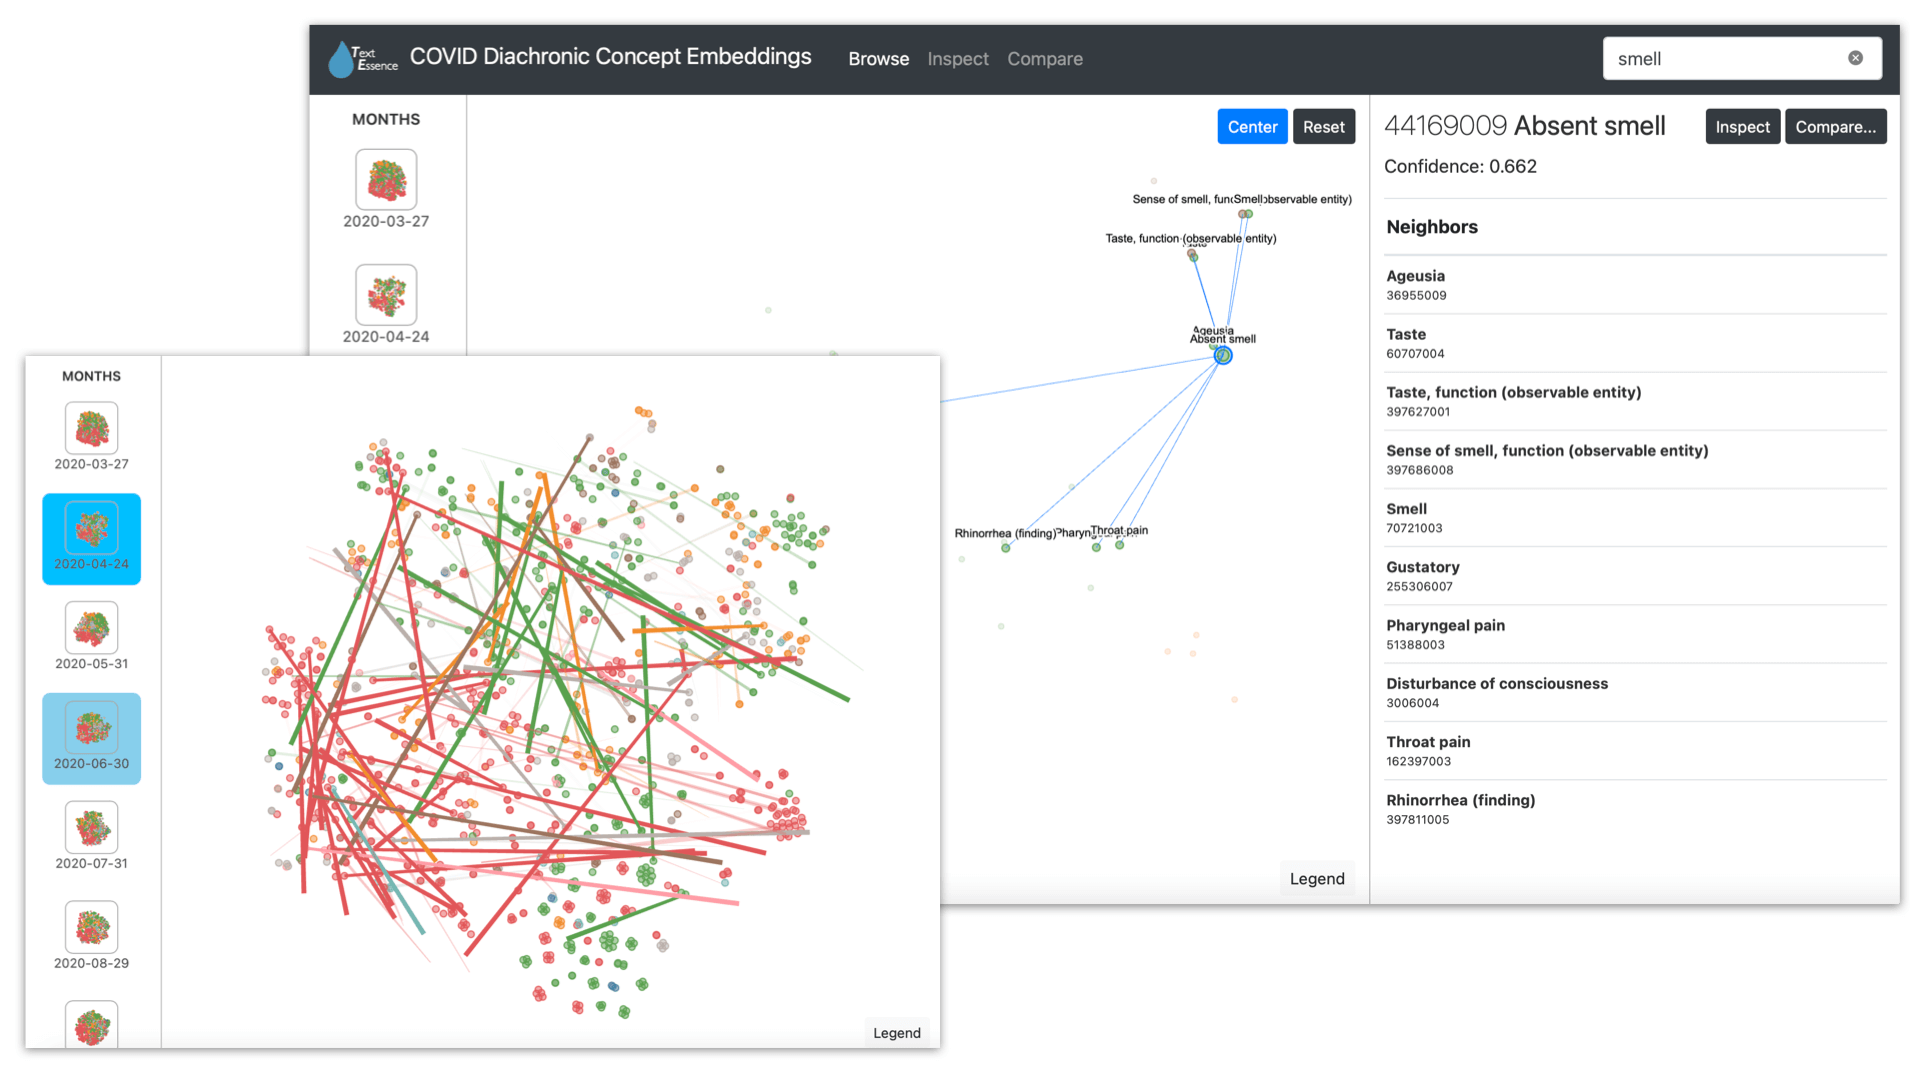 Text
Essence
COVID Diachronic Concept Embeddings
Browse
Inspect
Compare
smell
MONTHS
2020-03-27
2020-04-24
Center
Reset
Sense of smell, func
Smell
observable entity)
Taste, function (observable entity)
Ageusia
Absent smell
Rhinorrhea (finding)
Throat pain
Legend
44169009 Absent smell
Inspect
Compare...
Confidence: 0.662
Neighbors
Ageusia
36955009
Taste
60707004
Taste, function (observable entity)
397627001
Sense of smell, function (observable entity)
397686008
Smell
70721003
Gustatory
255306007
Pharyngeal pain
51388003
Disturbance of consciousness
3006004
Throat pain
162397003
Rhinorrhea (finding)
397811005
MONTHS
2020-03-27
2020-04-24
2020-05-31
2020-06-30
2020-07-31
2020-08-29
Legend